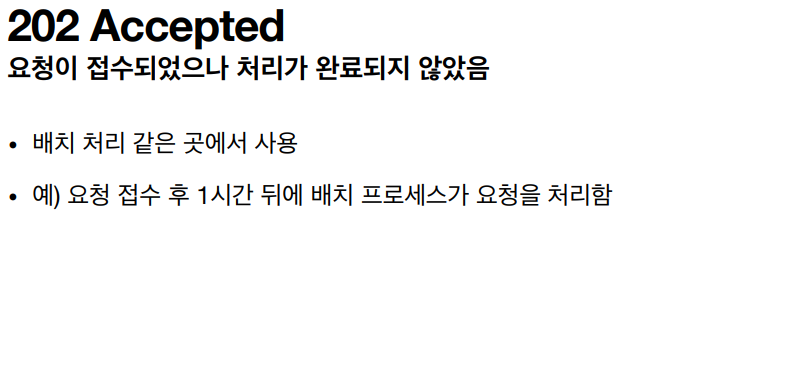 202 Accepted
요청이 접수되었으나 처리가 완료되지 않았음
• 배치 처리 같은 곳에서 사용
• 예) 요청 접수 후 1시간 뒤에 배치 프로세스가 요청을 처리함